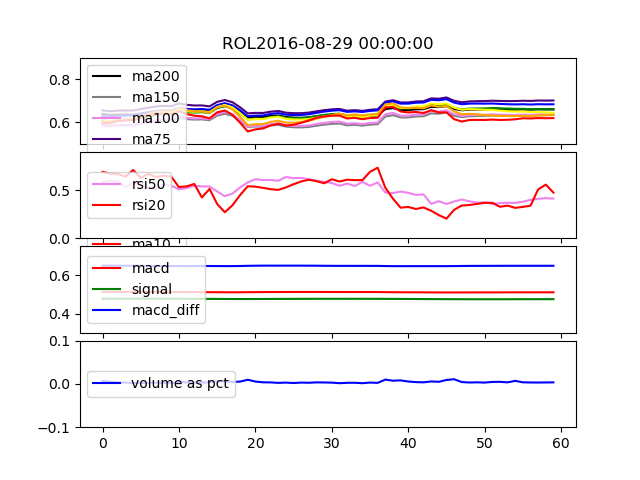 ROL2016-08-29 00:00:00
0.8
0.6
ma200
ma150
ma100
ma75
0.5
0.0
rsi50
rsi20
ma10
0.6
0.4
macd
signal
macd_diff
0.1
0.0
−0.1
volume as pct
0 10 20 30 40 50 60